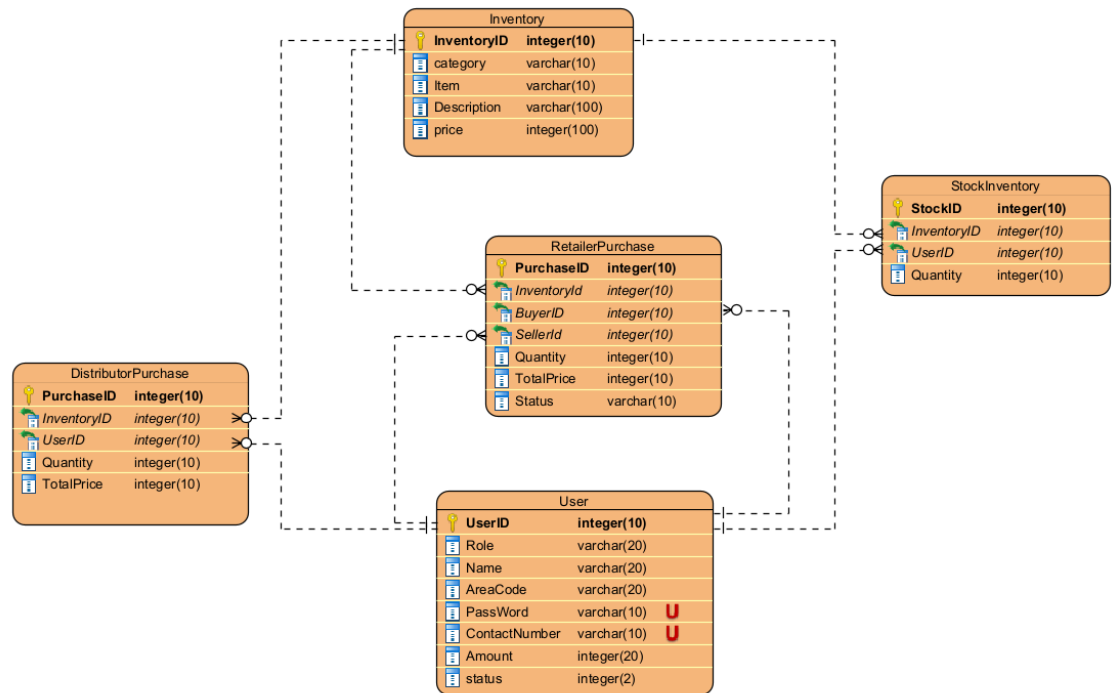 Inventory
InventoryID integer(10)
category varchar(10)
Item varchar(10)
Description varchar(100)
price integer(100)
StockInventory
StockID integer(10)
InventoryID integer(10)
UserID integer(10)
Quantity integer(10)
RetailerPurchase
PurchaseID integer(10)
InventoryId integer(10)
BuyerID integer(10)
SellerId integer(10)
Quantity integer(10)
TotalPrice integer(10)
Status varchar(10)
DistributorPurchase
PurchaseID integer(10)
InventoryID integer(10)
UserID integer(10)
Quantity integer(10)
TotalPrice integer(10)
User
UserID integer(10)
Role varchar(20)
Name varchar(20)
AreaCode varchar(20)
PassWord varchar(10) U
ContactNumber varchar(10) U
Amount integer(20)
status integer(2)